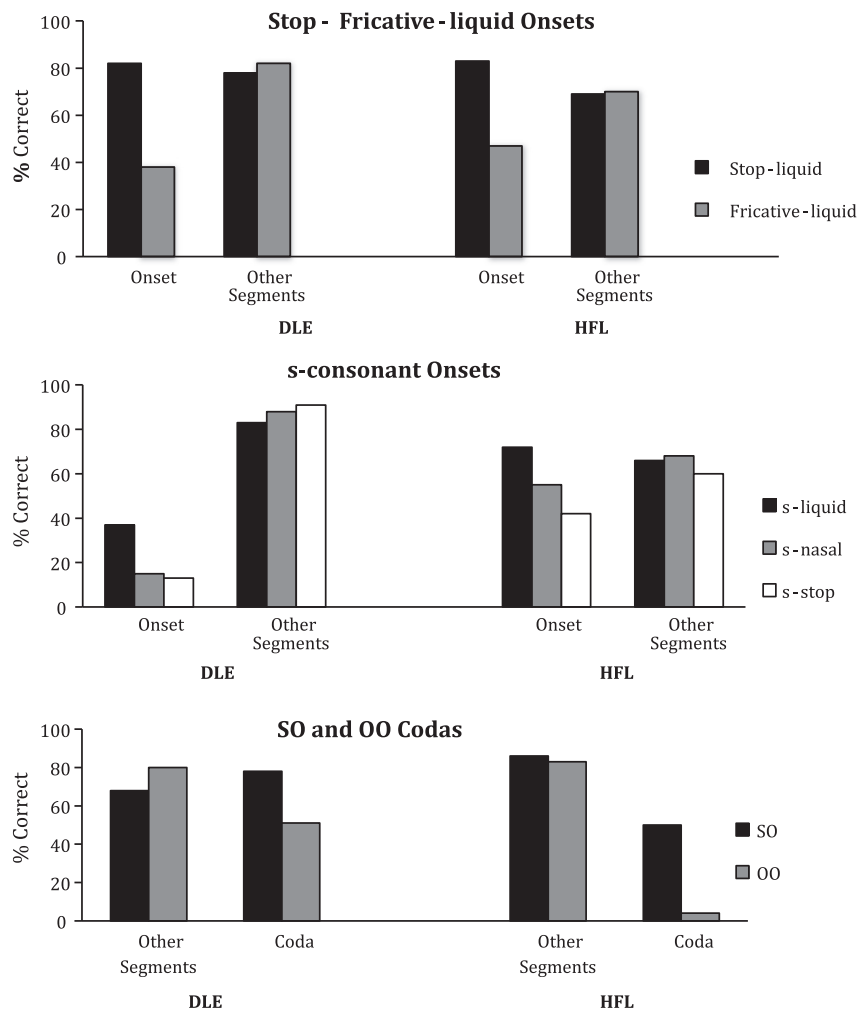 Stop - Fricative-liquid Onsets
100
80
60
40
20
0
% Correct
Onset
Other
Segments
Onset
Other
Segments
DLE
HFL
Stop-liquid
Fricative-liquid
s-consonant Onsets
100
80
60
40
20
0
% Correct
Onset
Other
Segments
Onset
Other
Segments
DLE
HFL
s-liquid
s-nasal
s-stop
SO and OO Codas
100
80
60
40
20
0
% Correct
Other
Segments
Coda
Other
Segments
Coda
DLE
HFL
SO
OO